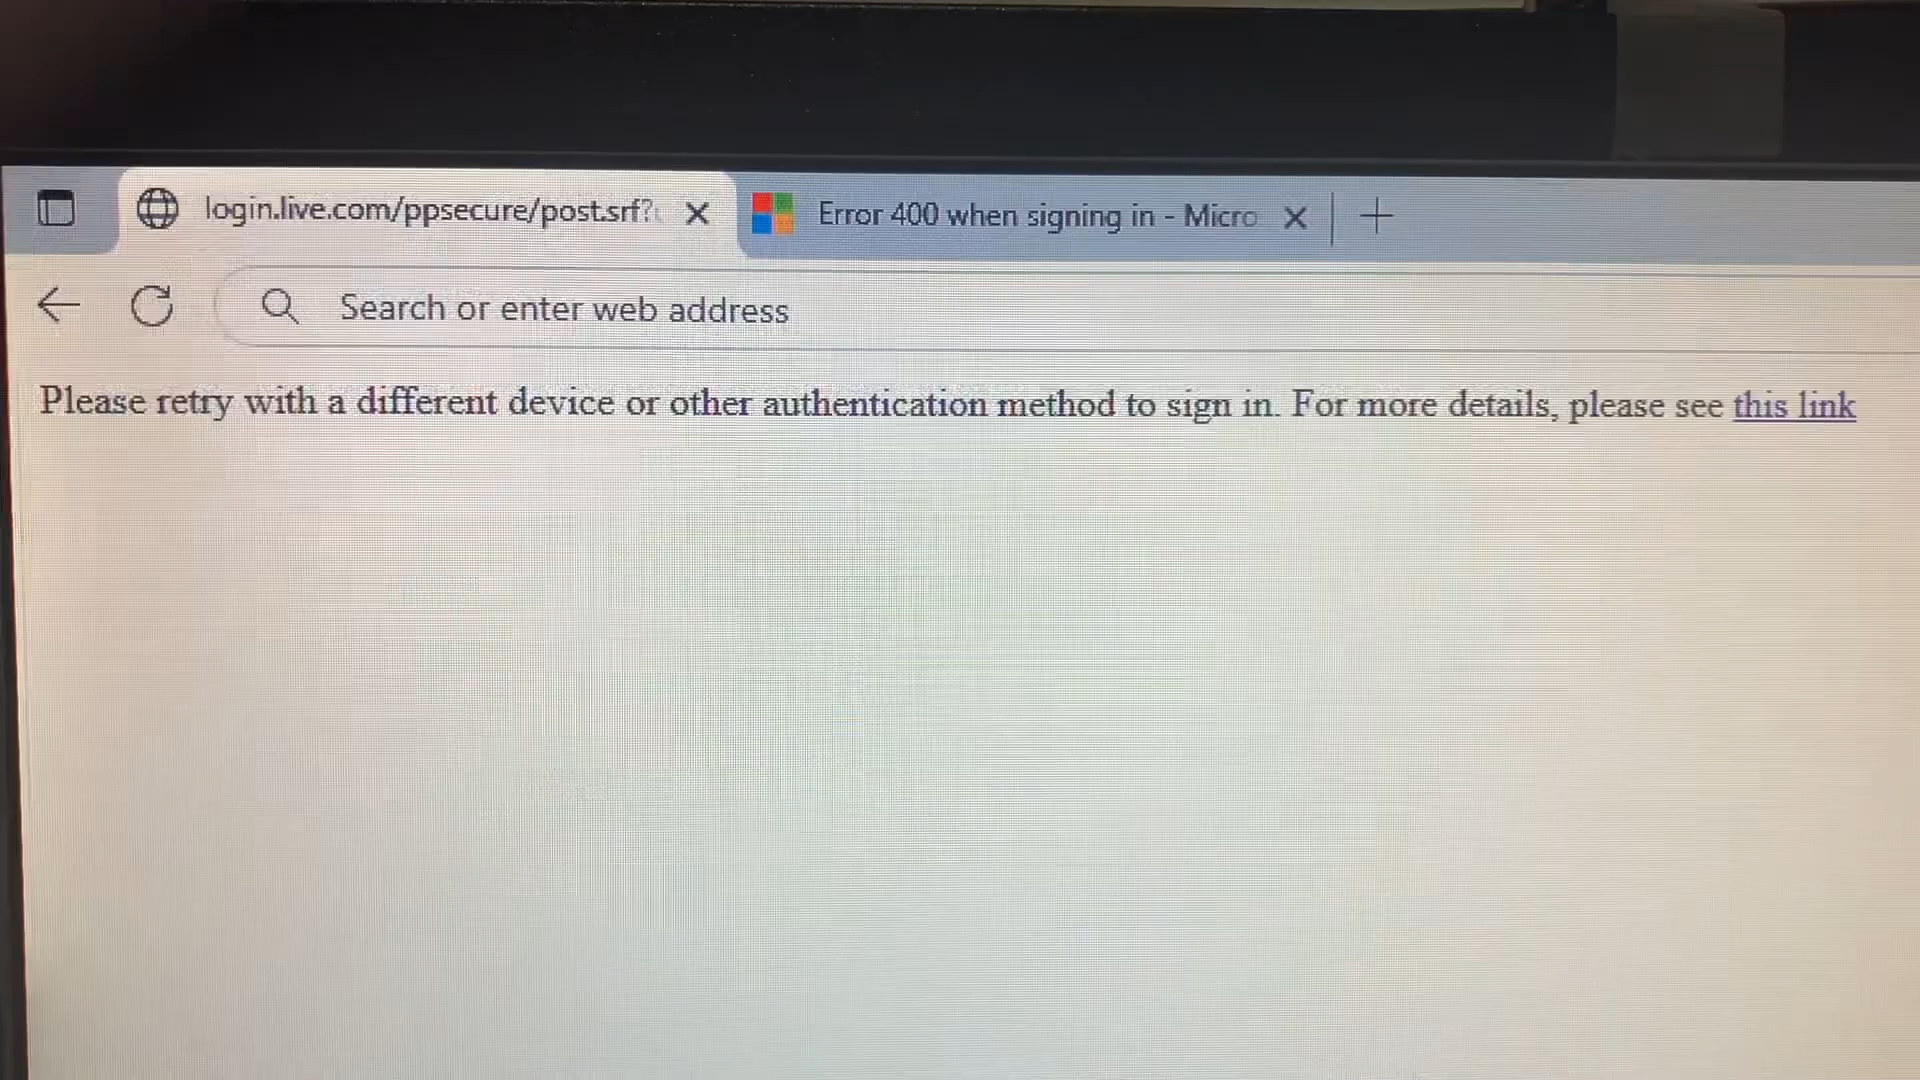 login.live.com/ppsecure/post.srf?
Error 400 when signing in - Micro
Search or enter web address
Please retry with a different device or other authentication method to sign in. For more details, please see this link